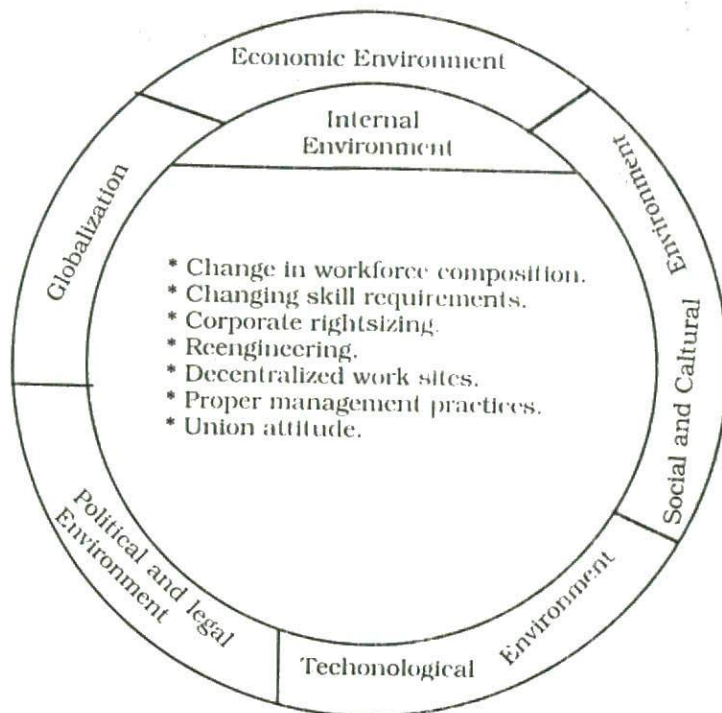 Economic Environment
Internal
Environment
Globalization
Social and Caltural Environment
* Change in workforce composition.
* Changing skill requirements.
* Corporate rightsizing.
* Reengineering.
* Decentralized work sites.
* Proper management practices.
* Union attitude.
Political and legal
Environment
Techonological Environment